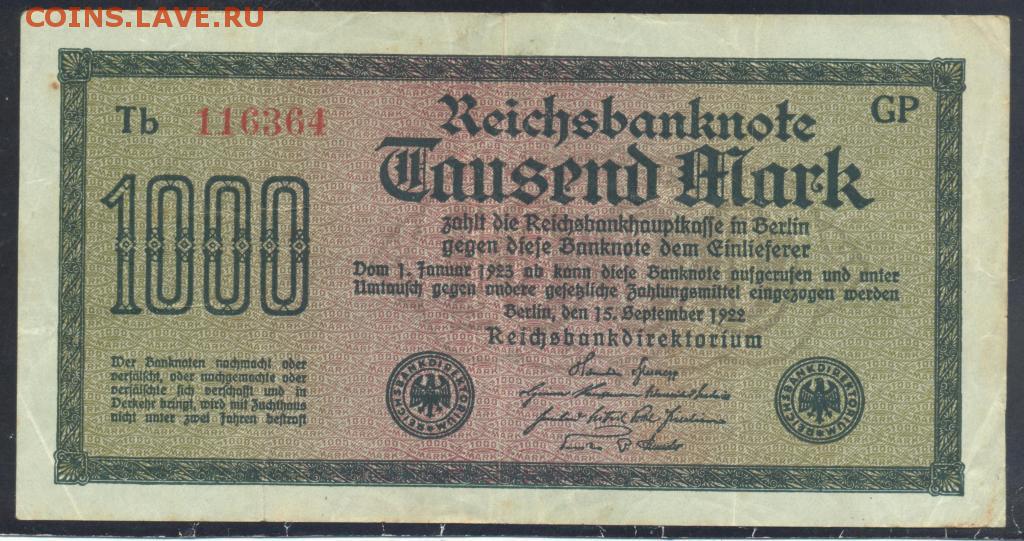 COINS.LAVE.RU
Tb 116364
GP
Reichsbanknote
Tausend Mark
1000
zahlt die Reichsbankhauptkasse in Berlin
gegen diese Banknote dem Einlieferer
Vom 1. Januar 1923 ab kann diese Banknote aufgerufen und unter
Umtausch gegen andere gesetzliche Zahlungsmittel eingezogen werden
Berlin, den 15. September 1922
Reichsbankdirektorium
Wer Banknoten nachmacht oder
verfälscht, oder nachgemachte oder
verfälschte sich verschafft und in
Verkehr bringt, wird mit Zuchthaus
nicht unter zwei Jahren bestraft
REICHSBANKDIREKTORIUM
REICHSBANKDIREKTORIUM